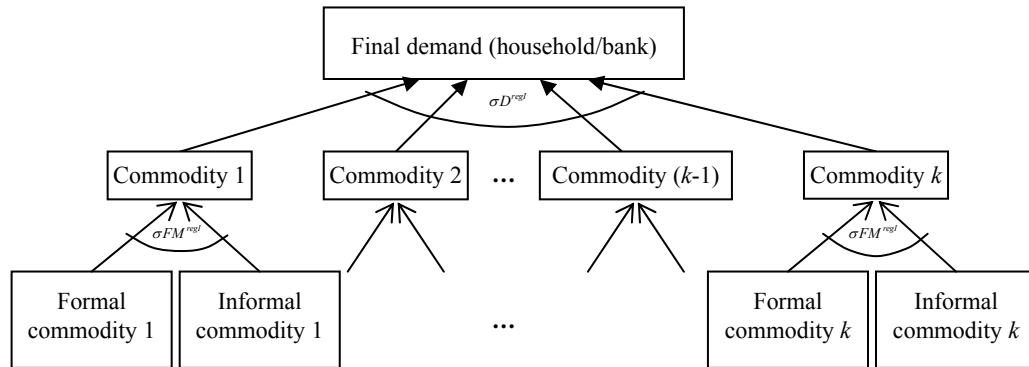 Final demand (household/bank)
σD^regl
Commodity 1
Commodity 2
...
Commodity (k-1)
Commodity k
σFM^regl
σFM^regl
Formal
commodity 1
Informal
commodity 1
...
Formal
commodity k
Informal
commodity k